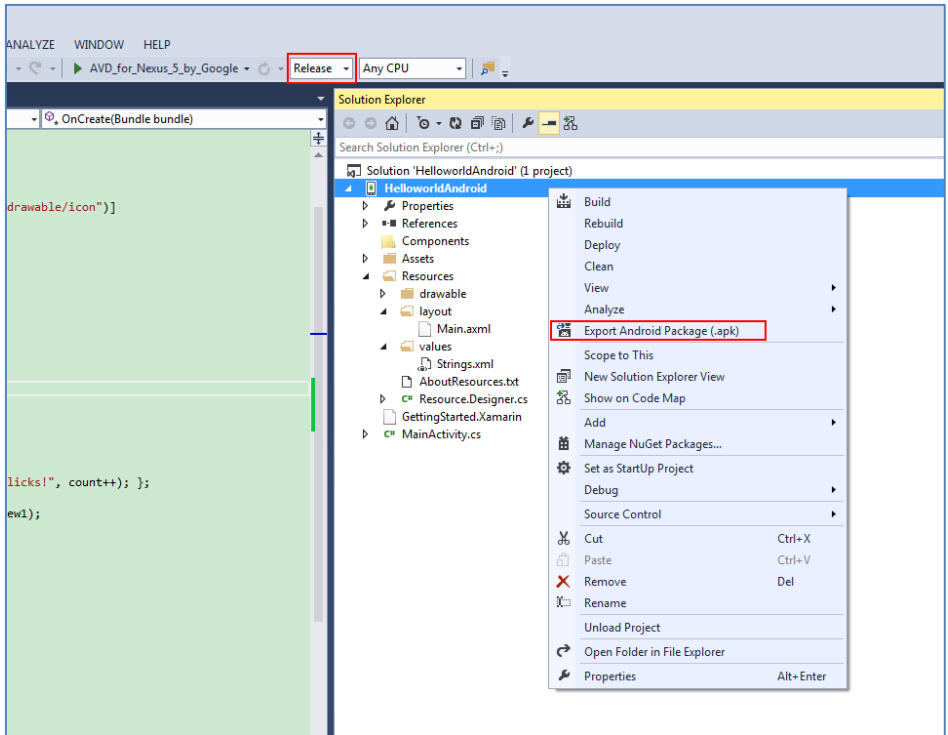 ANALYZE WINDOW HELP
AVD_for_Nexus_5_by_Google Release Any CPU
Solution Explorer
OnCreate(Bundle bundle)
Search Solution Explorer (Ctrl+;)
Solution 'HelloworldAndroid' (1 project)
HelloworldAndroid
Properties
References
Components
Assets
Resources
drawable
layout
Main.axml
values
Strings.xml
AboutResources.txt
C# Resource.Designer.cs
GettingStarted.Xamarin
C# MainActivity.cs
drawable/icon")]
licks!", count++); };
ew1);
Build
Rebuild
Deploy
Clean
View
Analyze
Export Android Package (.apk)
Scope to This
New Solution Explorer View
Show on Code Map
Add
Manage NuGet Packages...
Set as StartUp Project
Debug
Source Control
Cut Ctrl+X
Paste Ctrl+V
Remove Del
Rename
Unload Project
Open Folder in File Explorer
Properties Alt+Enter